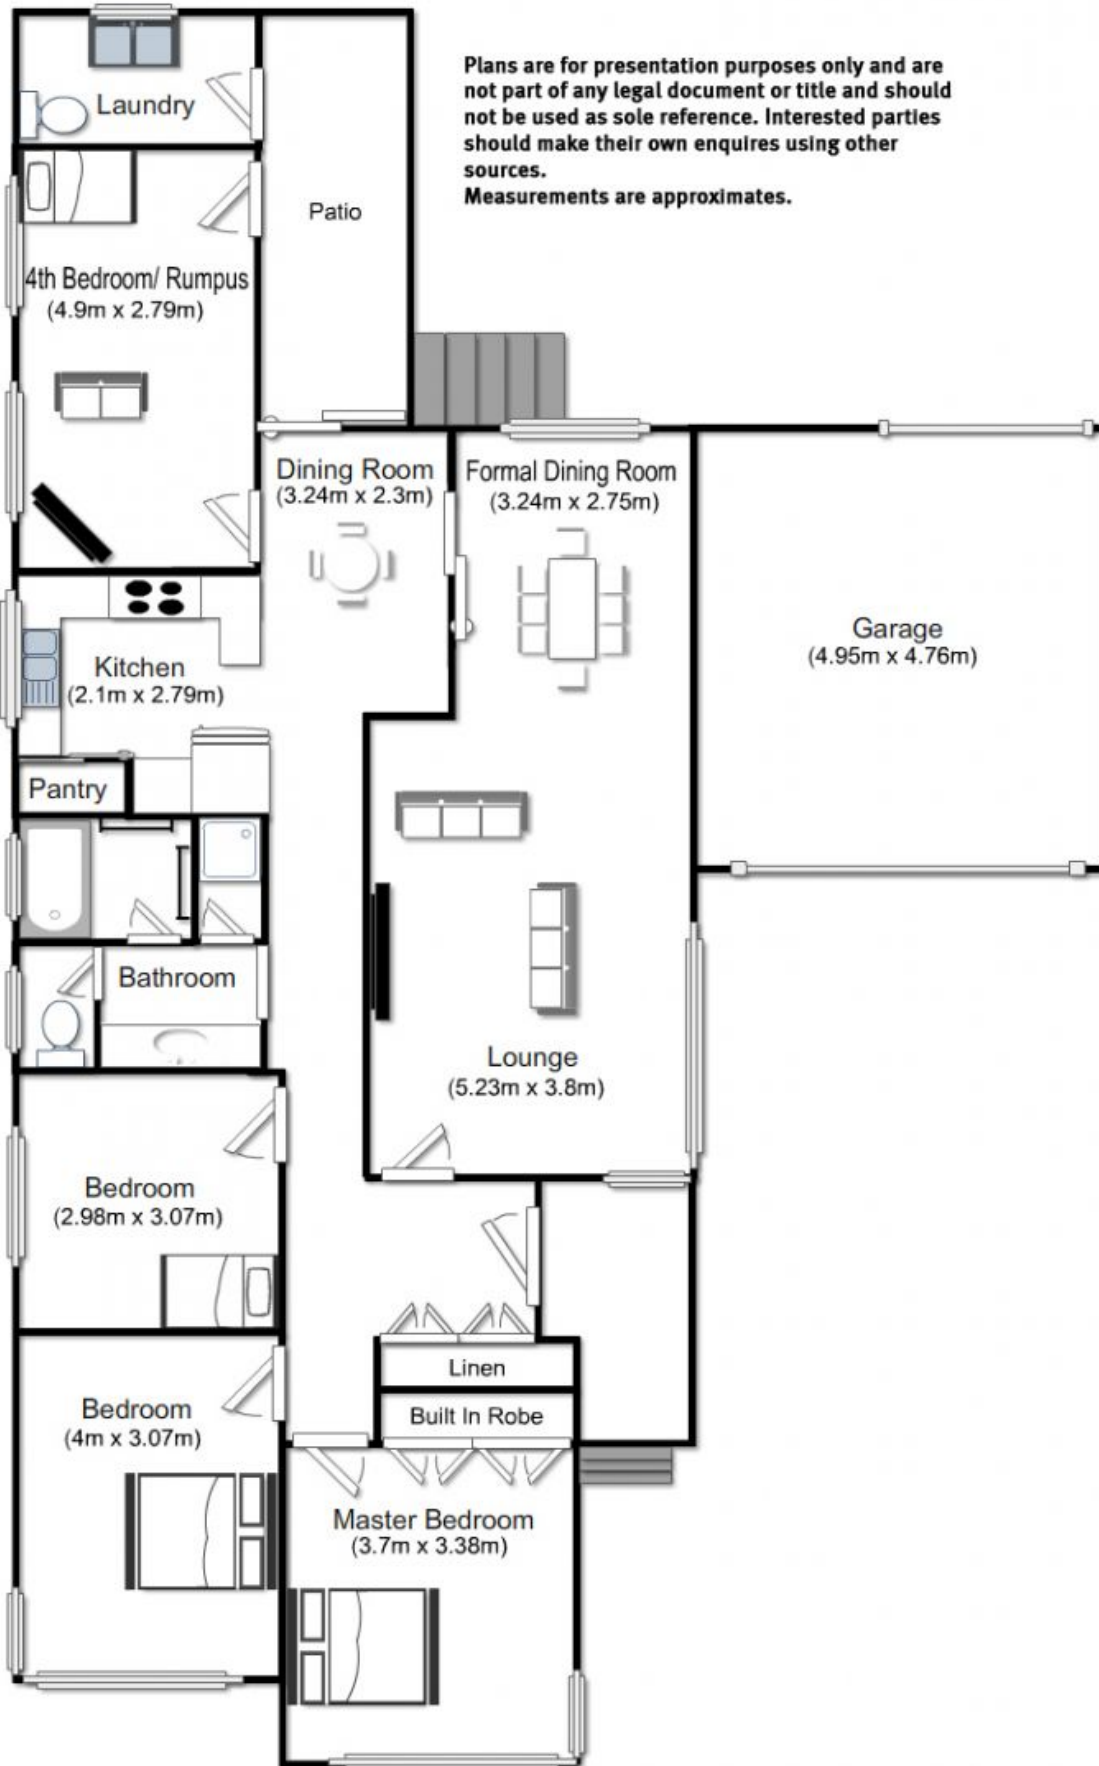 Plans are for presentation purposes only and are
not part of any legal document or title and should
not be used as sole reference. Interested parties
should make their own enquires using other
sources.
Measurements are approximates.
Laundry
Patio
4th Bedroom/ Rumpus
(4.9m x 2.79m)
Dining Room
(3.24m x 2.3m)
Formal Dining Room
(3.24m x 2.75m)
Garage
(4.95m x 4.76m)
Kitchen
(2.1m x 2.79m)
Pantry
Bathroom
Lounge
(5.23m x 3.8m)
Bedroom
(2.98m x 3.07m)
Linen
Built In Robe
Bedroom
(4m x 3.07m)
Master Bedroom
(3.7m x 3.38m)